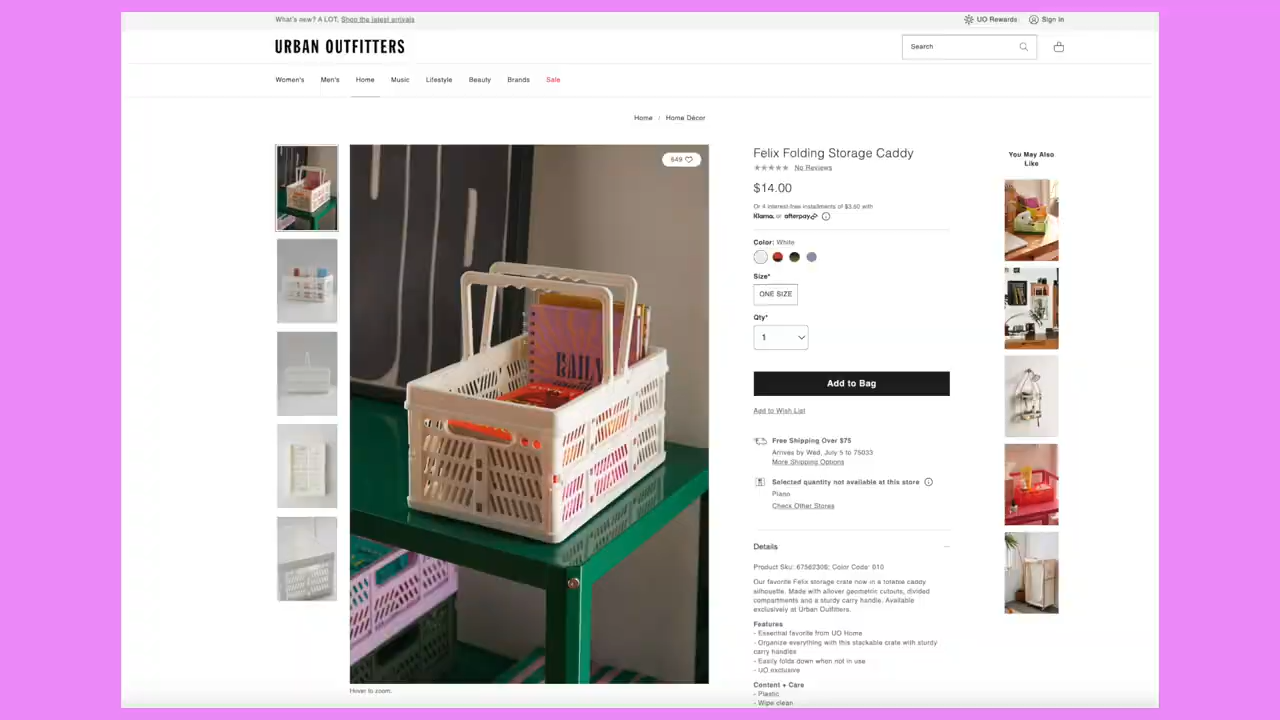 What's new? A LOT. Shop the latest arrivals
UO Rewards
Sign in
URBAN OUTFITTERS
Search
Women's
Men's
Home
Music
Lifestyle
Beauty
Brands
Sale
Home / Home Décor
649
Felix Folding Storage Caddy
No Reviews
$14.00
Or 4 interest-free installments of $3.50 with
Klarna. or afterpay
Color: White
Size*
ONE SIZE
Qty*
1
Add to Bag
Add to Wish List
Free Shipping Over $75
Arrives by Wed, July 5 to 75033
More Shipping Options
Selected quantity not available at this store
Plano
Check Other Stores
Details
Product Sku: 67562306; Color Code: 010
Our favorite Felix storage crate now in a totable caddy
silhouette. Made with allover geometric cutouts, divided
compartments and a sturdy carry handle. Available
exclusively at Urban Outfitters.
Features
- Essential favorite from UO Home
- Organize everything with this stackable crate with sturdy
carry handles
- Easily folds down when not in use
- UO exclusive
Content + Care
- Plastic
- Wipe clean
You May Also
Like
DAILY
Hover to zoom.